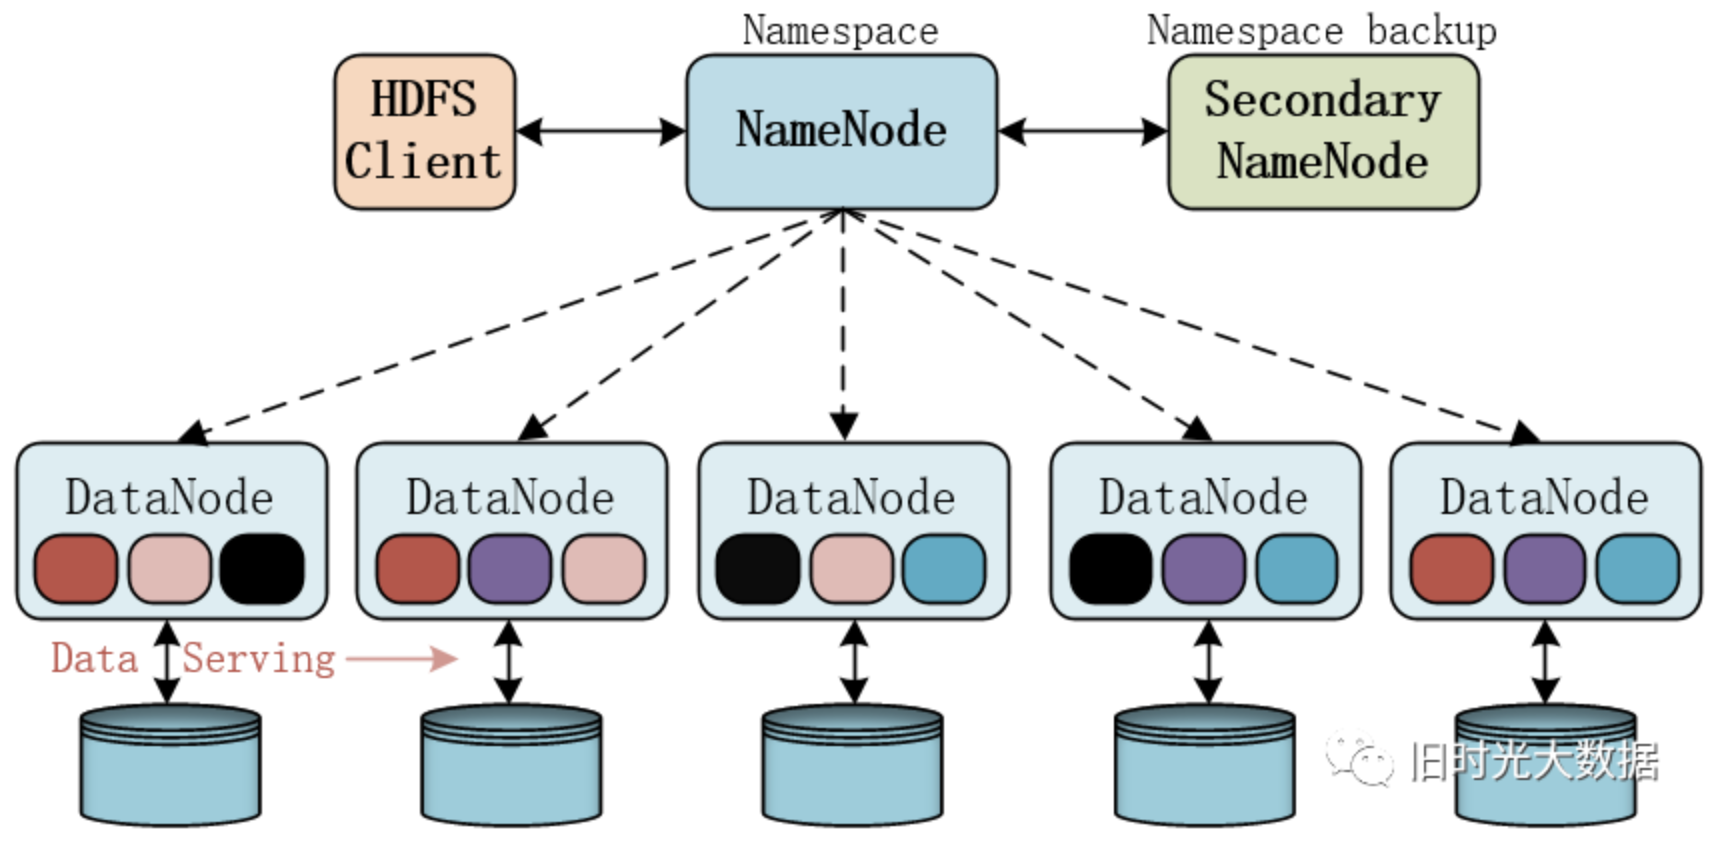 Namespace
Namespace backup
HDFS
Client
NameNode
Secondary
NameNode
DataNode
DataNode
DataNode
DataNode
DataNode
Data Serving
旧时光大数据